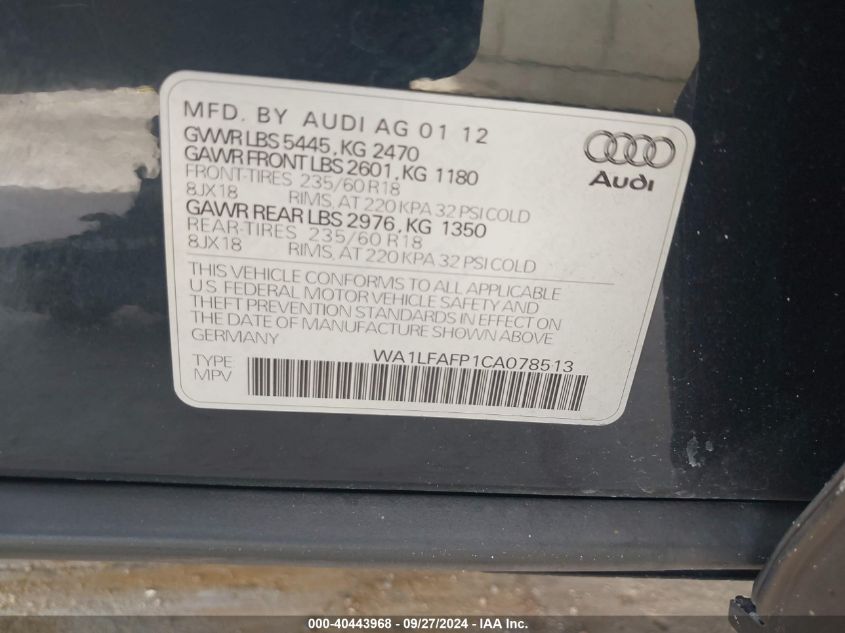 MFD. BY AUDI AG 01 12
GVWR LBS 5445, KG 2470
GAWR FRONT LBS 2601, KG 1180
FRONT-TIRES 235/60 R18
8JX18 RIMS, AT 220 KPA 32 PSI COLD
GAWR REAR LBS 2976, KG 1350
REAR-TIRES 235/60 R18
8JX18 RIMS, AT 220 KPA 32 PSI COLD
Audi
THIS VEHICLE CONFORMS TO ALL APPLICABLE
U.S. FEDERAL MOTOR VEHICLE SAFETY AND
THEFT PREVENTION STANDARDS IN EFFECT ON
THE DATE OF MANUFACTURE SHOWN ABOVE.
GERMANY
WA1LFAFP1CA078513
TYPE
MPV
000-40443968 - 09/27/2024 - IAA Inc.